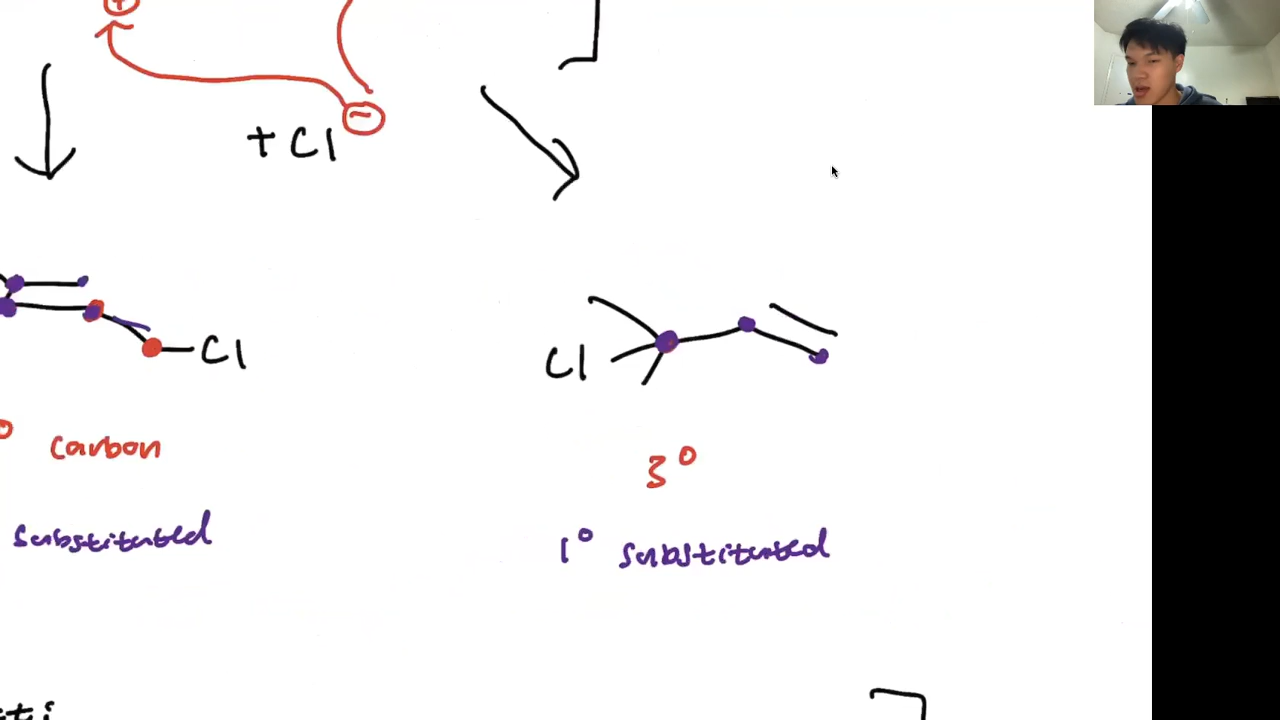 + Cl ⊖
Cl
Cl
carbon
3°
substituted
1° substituted